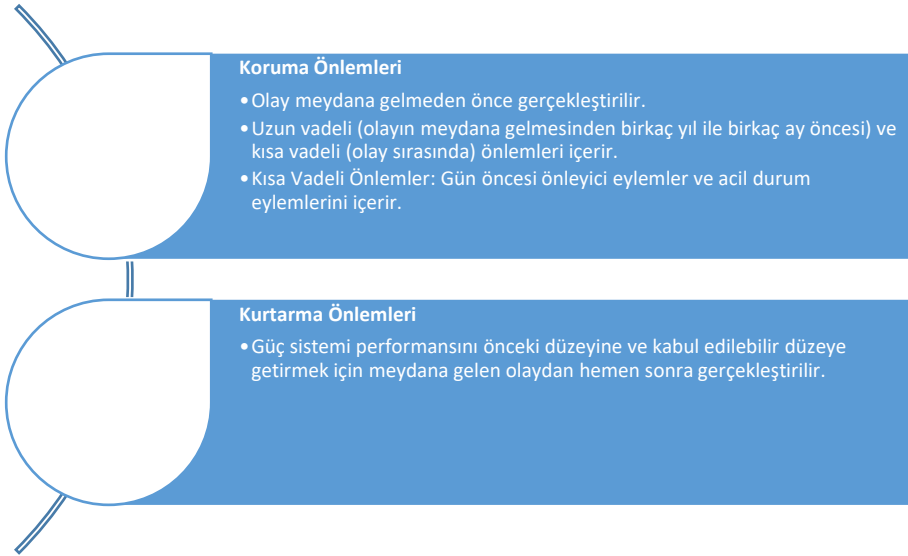 Koruma Önlemleri
•Olay meydana gelmeden önce gerçekleştirilir.
•Uzun vadeli (olayın meydana gelmesinden birkaç yıl ile birkaç ay öncesi) ve
kısa vadeli (olay sırasında) önlemleri içerir.
•Kısa Vadeli Önlemler: Gün öncesi önleyici eylemler ve acil durum
eylemlerini içerir.
Kurtarma Önlemleri
•Güç sistemi performansını önceki düzeyine ve kabul edilebilir düzeye
getirmek için meydana gelen olaydan hemen sonra gerçekleştirilir.